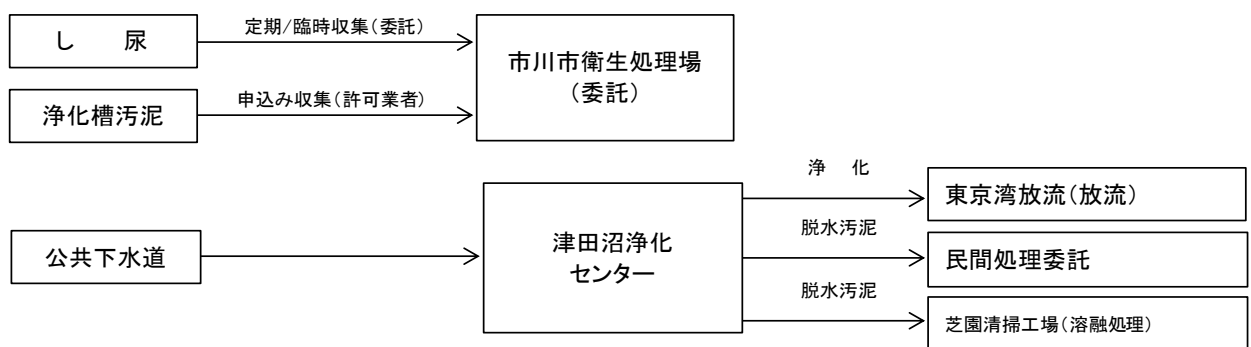 し　尿
定期/臨時収集(委託)
市川市衛生処理場
(委託)
浄化槽汚泥
申込み収集(許可業者)
公共下水道
津田沼浄化
センター
浄　化
東京湾放流(放流)
脱水汚泥
民間処理委託
脱水汚泥
芝園清掃工場(溶融処理)